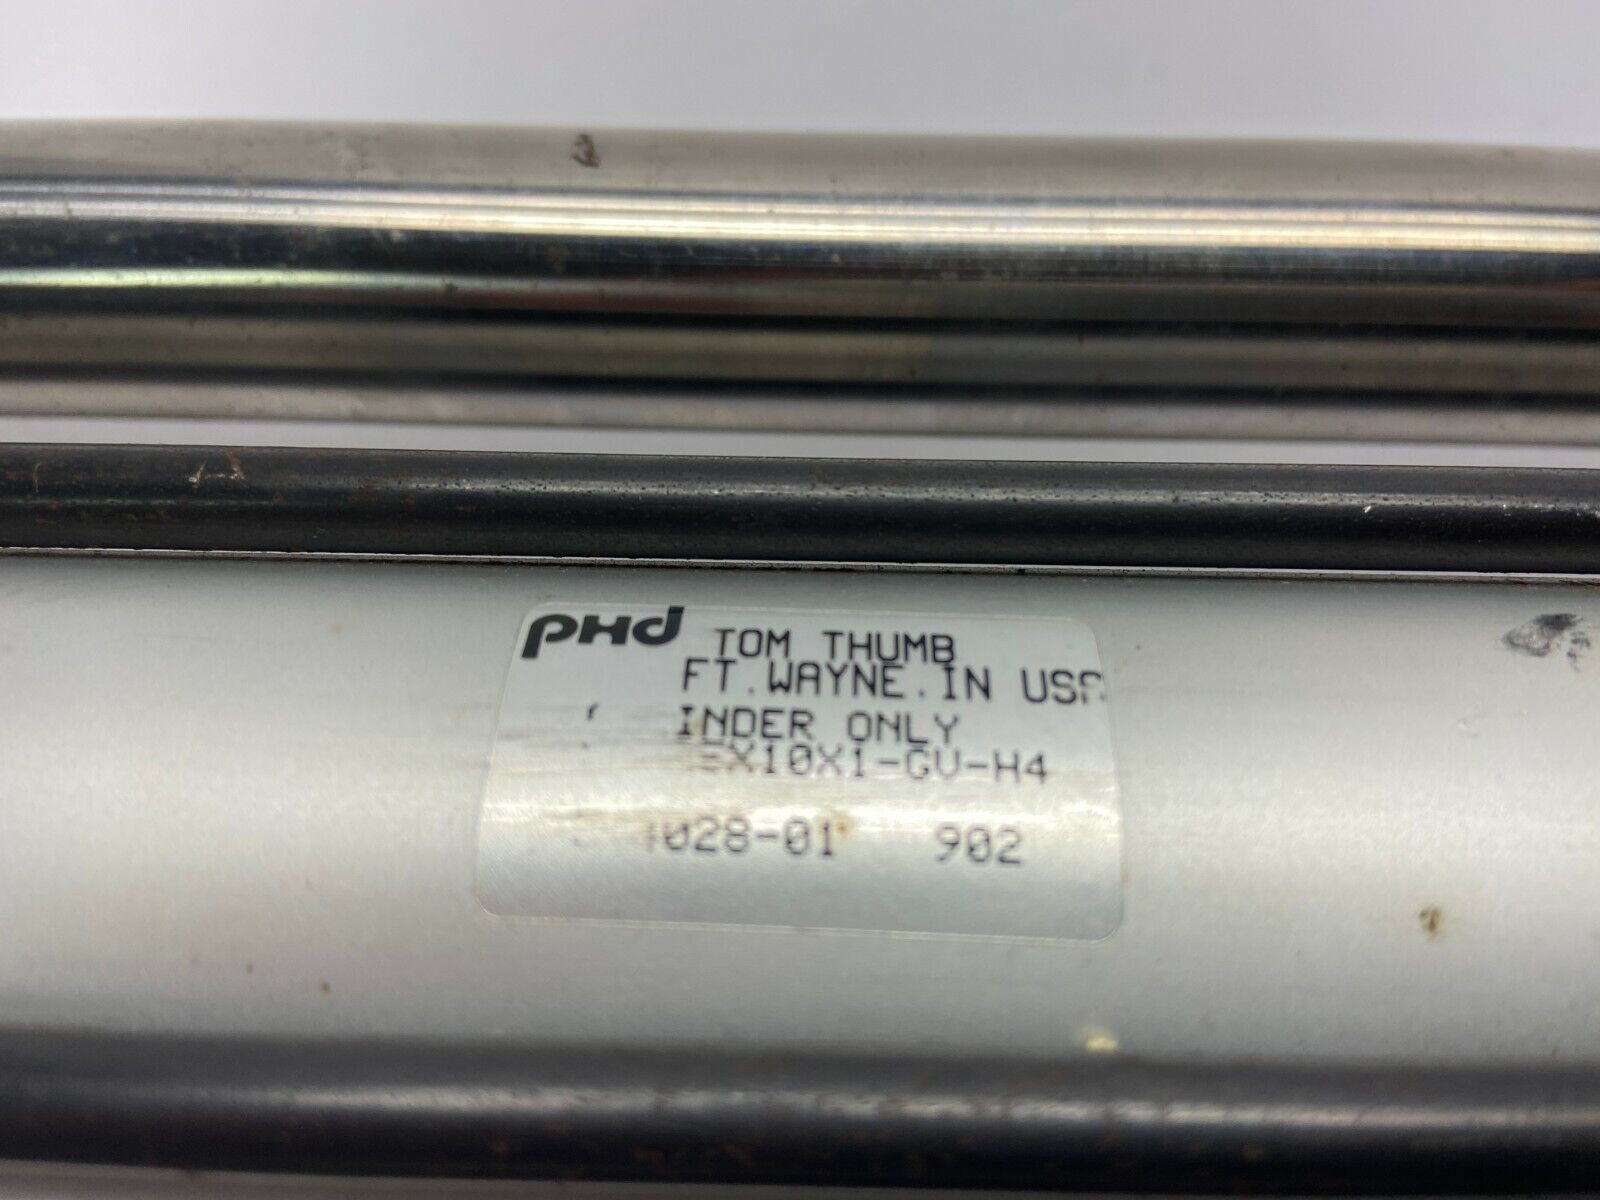 PHD TOM THUMB
FT. WAYNE. IN USA
INDER ONLY
X10X1-GV-H4
028-01 902